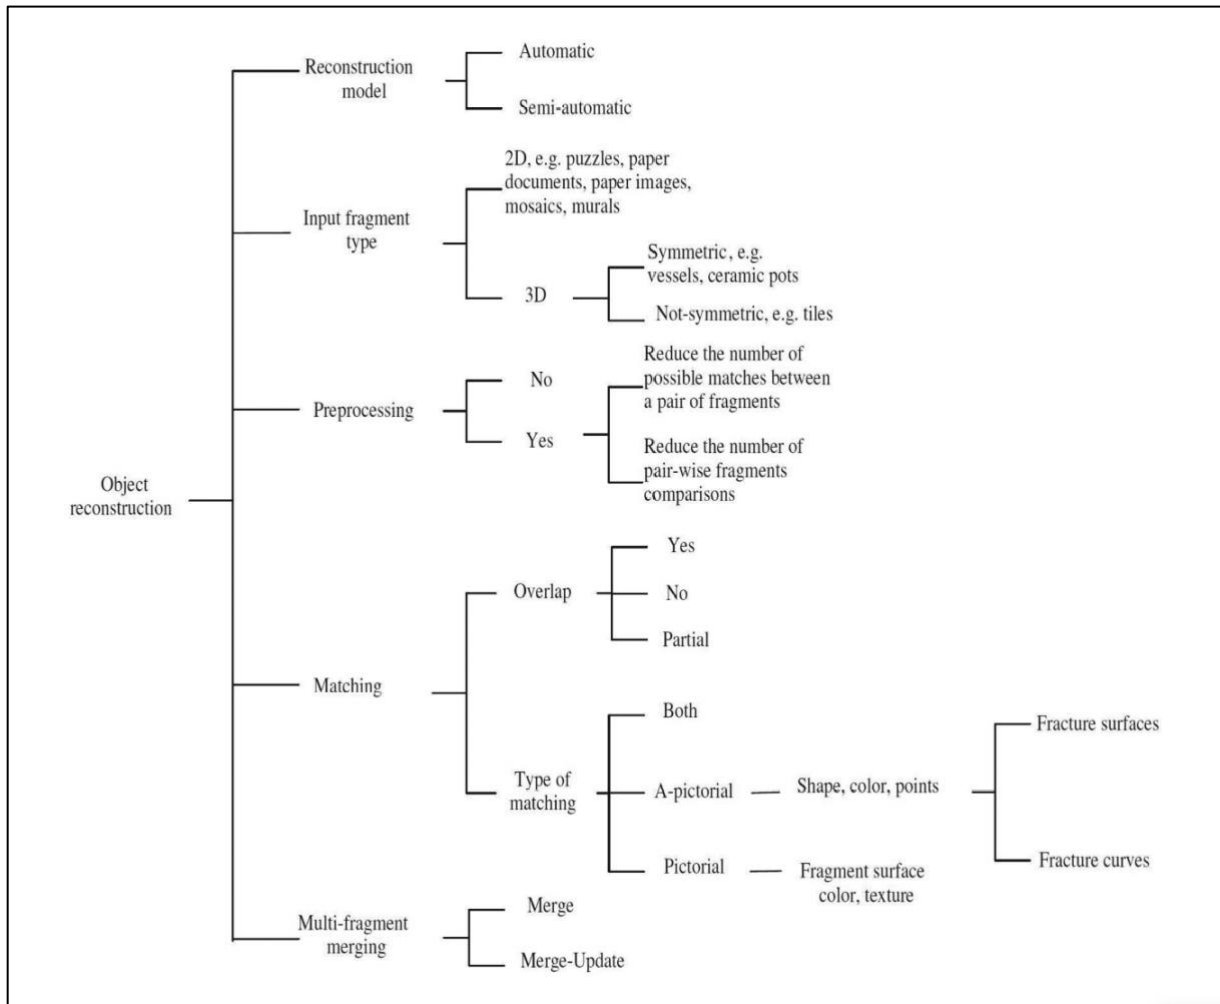 Object
reconstruction
Reconstruction
model
Automatic
Semi-automatic
Input fragment
type
2D, e.g. puzzles, paper
documents, paper images,
mosaics, murals
3D
Symmetric, e.g.
vessels, ceramic pots
Not-symmetric, e.g. tiles
Preprocessing
No
Yes
Reduce the number of
possible matches between
a pair of fragments
Reduce the number of
pair-wise fragments
comparisons
Matching
Overlap
Yes
No
Partial
Type of
matching
Both
A-pictorial
Shape, color, points
Fracture surfaces
Fracture curves
Pictorial
Fragment surface
color, texture
Multi-fragment
merging
Merge
Merge-Update